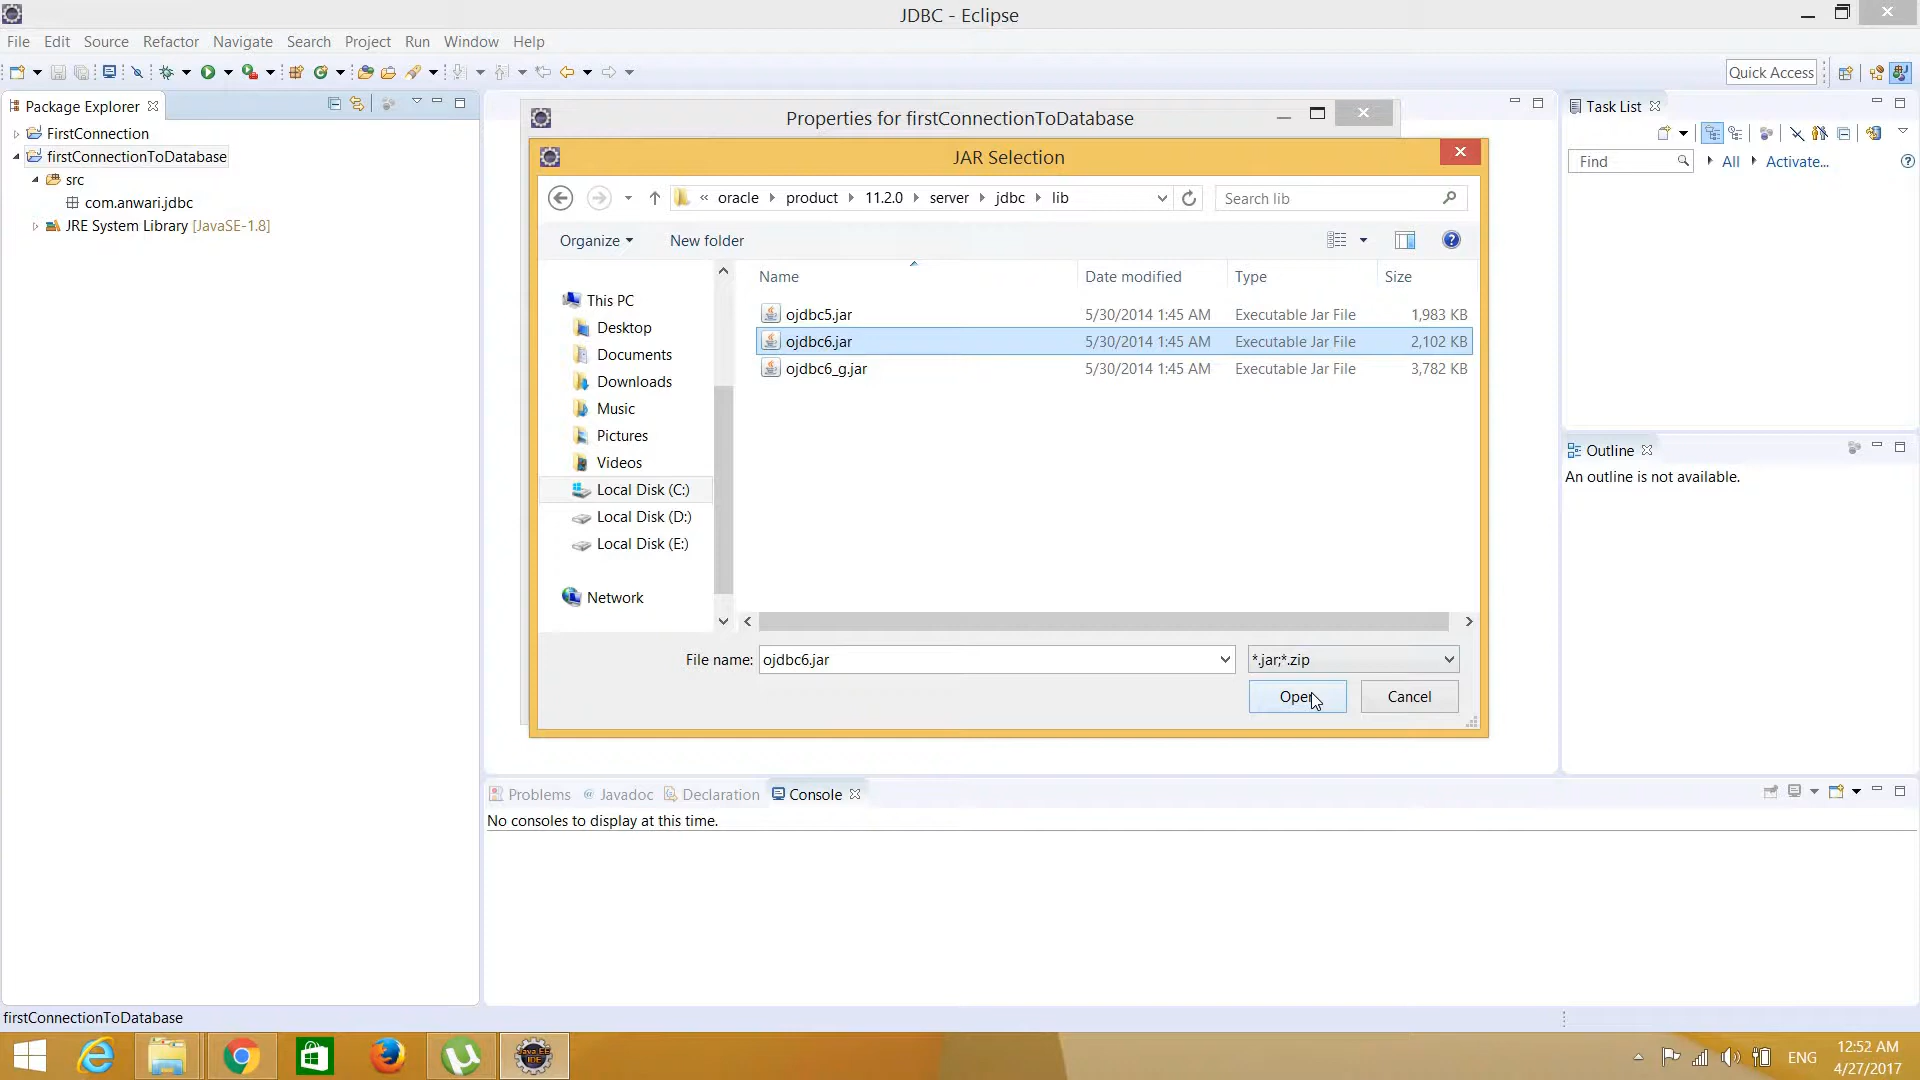 JDBC - Eclipse
File Edit Source Refactor Navigate Search Project Run Window Help
Quick Access
Package Explorer
FirstConnection
firstConnectionToDatabase
src
com.anwari.jdbc
JRE System Library [JavaSE-1.8]
Properties for firstConnectionToDatabase
JAR Selection
« oracle product 11.2.0 server jdbc lib
Search lib
Organize New folder
This PC
Desktop
Documents
Downloads
Music
Pictures
Videos
Local Disk (C:)
Local Disk (D:)
Local Disk (E:)
Network
Name Date modified Type Size
ojdbc5.jar 5/30/2014 1:45 AM Executable Jar File 1,983 KB
ojdbc6.jar 5/30/2014 1:45 AM Executable Jar File 2,102 KB
ojdbc6_g.jar 5/30/2014 1:45 AM Executable Jar File 3,782 KB
File name: ojdbc6.jar *.jar;*.zip
Open Cancel
Task List
Find All Activate...
Outline
An outline is not available.
Problems Javadoc Declaration Console
No consoles to display at this time.
firstConnectionToDatabase
Java EE
IDE
ENG
12:52 AM
4/27/2017